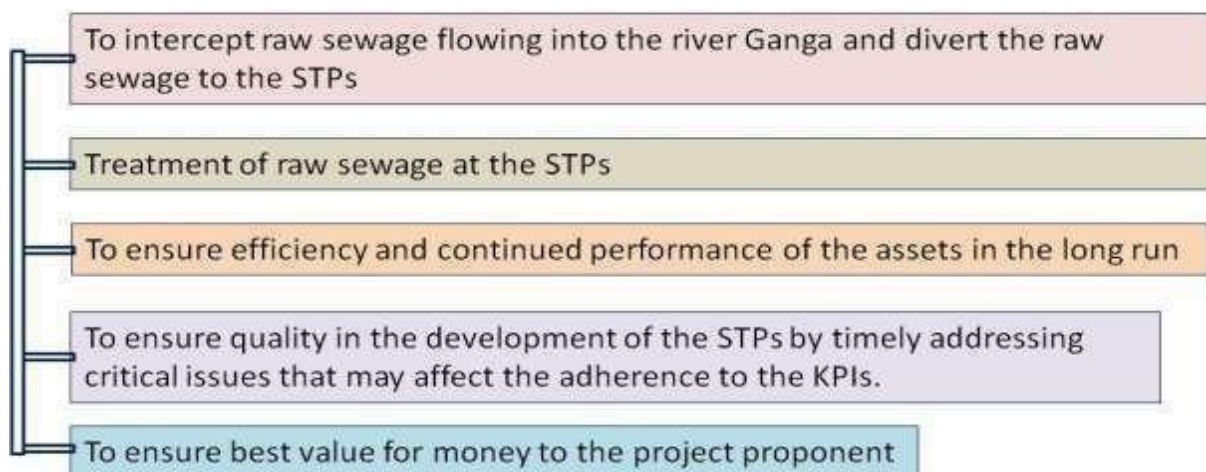 To intercept raw sewage flowing into the river Ganga and divert the raw
sewage to the STPs
Treatment of raw sewage at the STPs
To ensure efficiency and continued performance of the assets in the long run
To ensure quality in the development of the STPs by timely addressing
critical issues that may affect the adherence to the KPIs.
To ensure best value for money to the project proponent